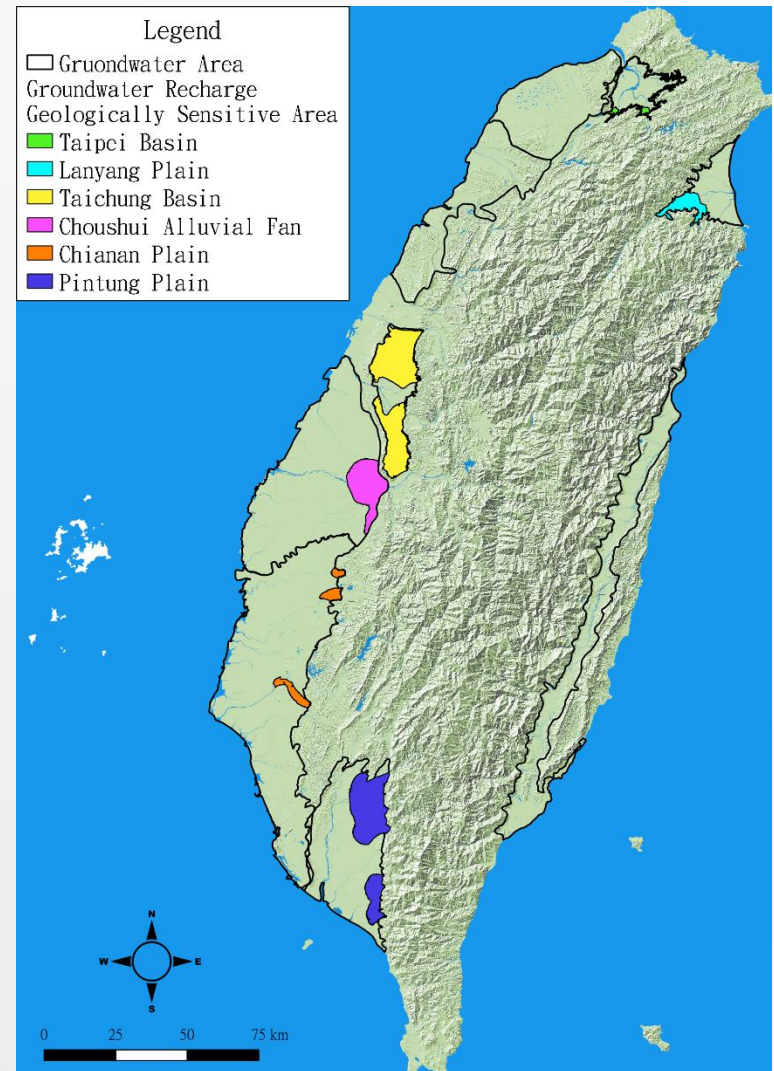 Legend
Gruondwater Area
Groundwater Recharge
Geologically Sensitive Area
Taipei Basin
Lanyang Plain
Taichung Basin
Choushui Alluvial Fan
Chianan Plain
Pintung Plain
N
W E
S
0 25 50 75 km